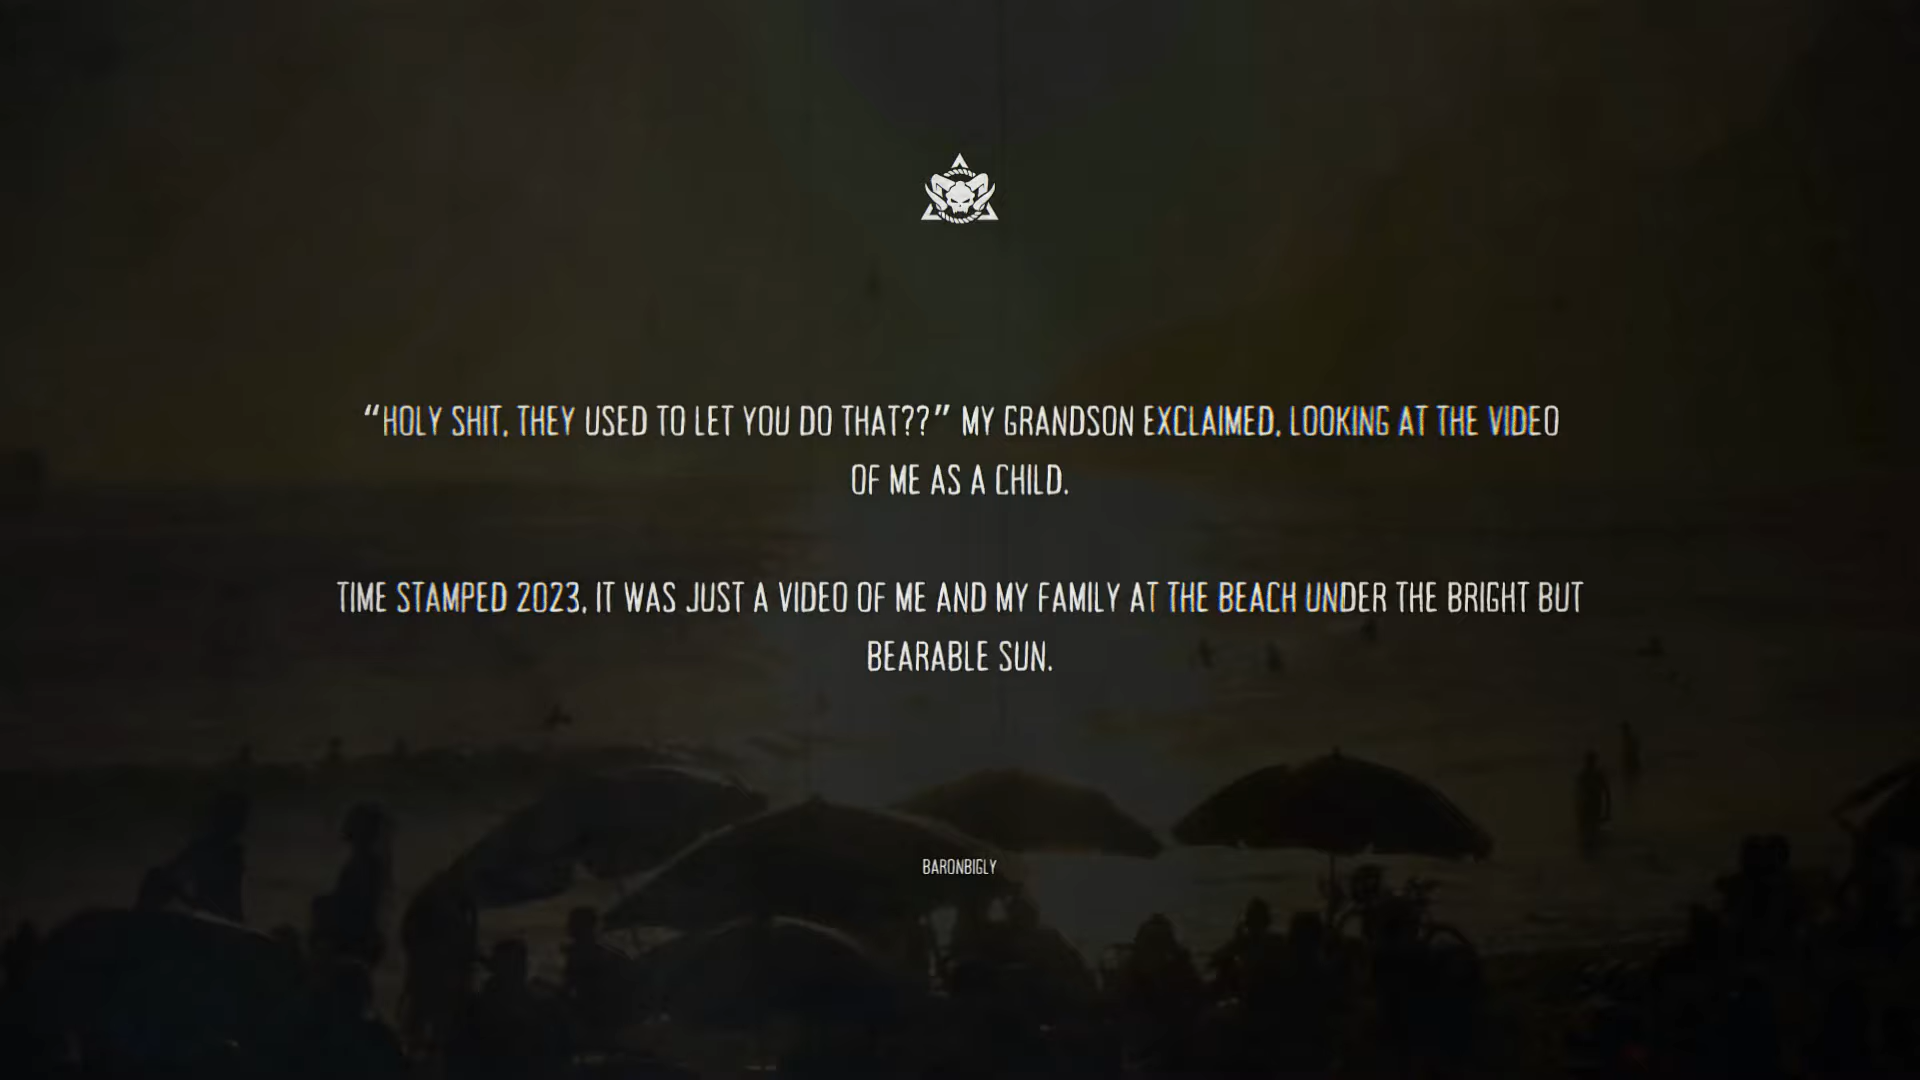 “HOLY SHIT, THEY USED TO LET YOU DO THAT??” MY GRANDSON EXCLAIMED, LOOKING AT THE VIDEO
OF ME AS A CHILD.
TIME STAMPED 2023, IT WAS JUST A VIDEO OF ME AND MY FAMILY AT THE BEACH UNDER THE BRIGHT BUT
BEARABLE SUN.
BARONBIGLY